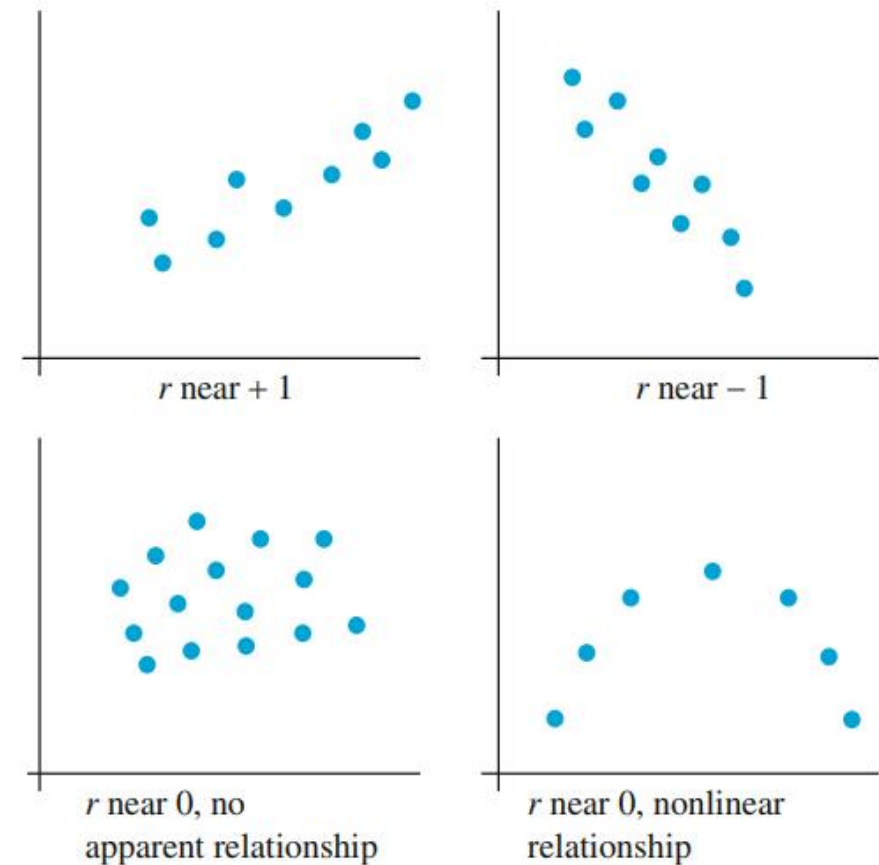 r near + 1
r near – 1
r near 0, no
apparent relationship
r near 0, nonlinear
relationship